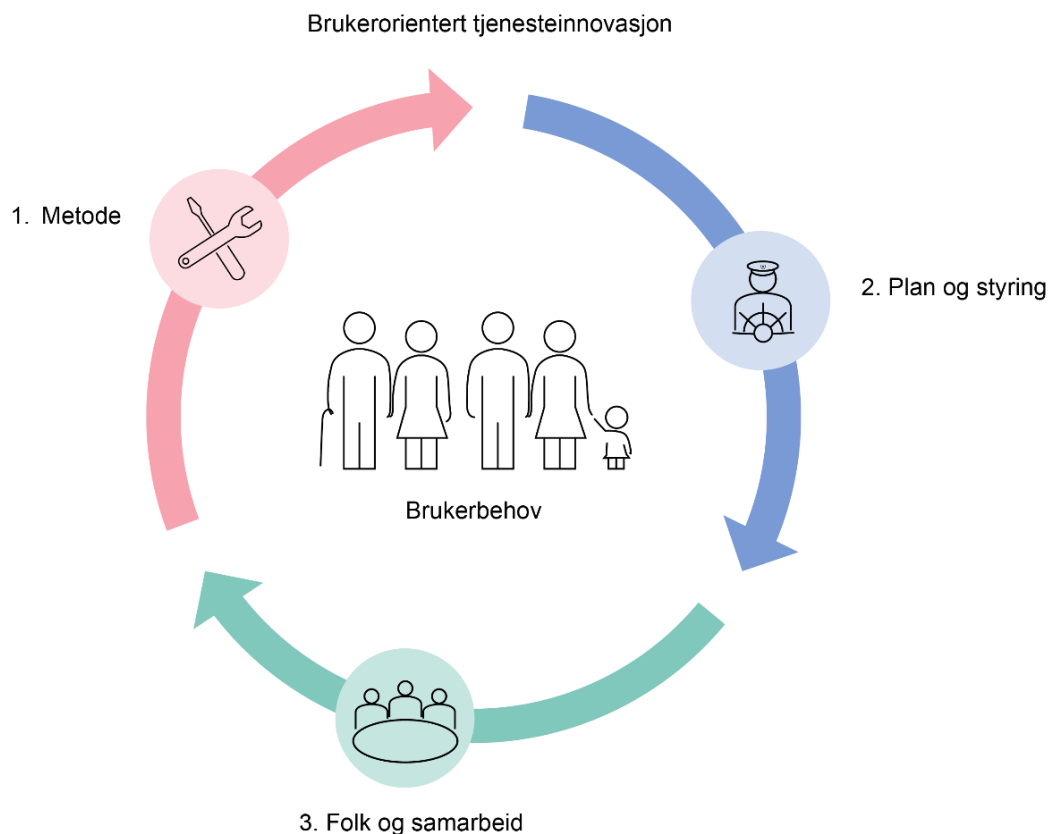 Brukerorientert tjenesteinnovasjon
1. Metode
2. Plan og styring
Brukerbehov
3. Folk og samarbeid